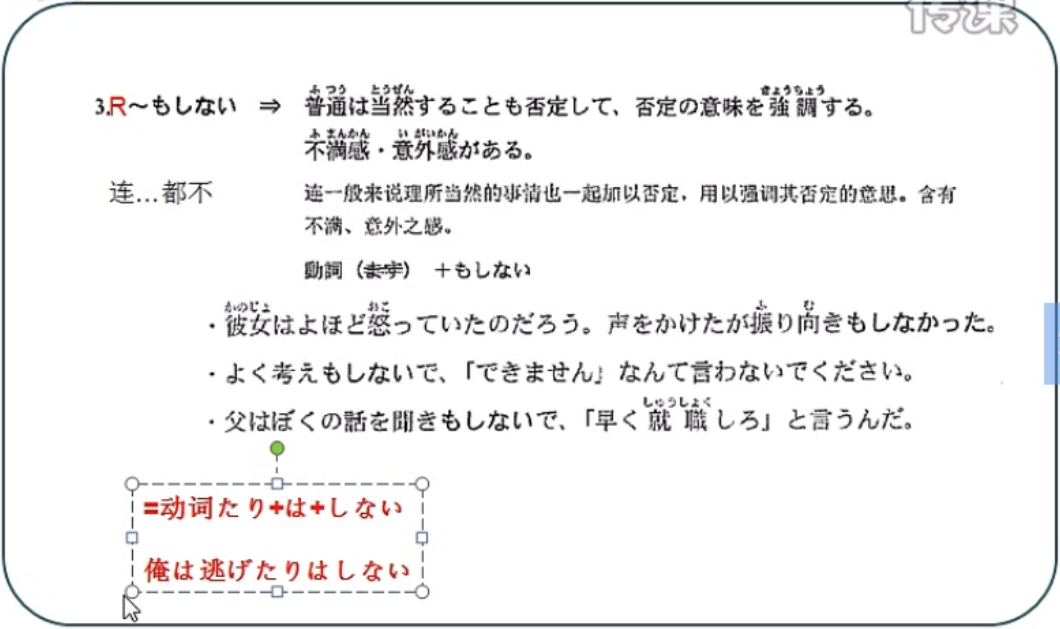 传课
3.R～もしない ⇒ 普通は当然することも否定して、否定の意味を強調する。
不満感・意外感がある。
连…都不 连一般来说理所当然的事情也一起加以否定，用以强调其否定的意思。含有
不满、意外之感。
動詞（ます） ＋もしない
・彼女はよほど怒っていたのだろう。声をかけたが振り向きもしなかった。
・よく考えもしないで、「できません」なんて言わないでください。
・父はぼくの話を聞きもしないで、「早く就職しろ」と言うんだ。
=动词たり+は+しない
俺は逃げたりはしない